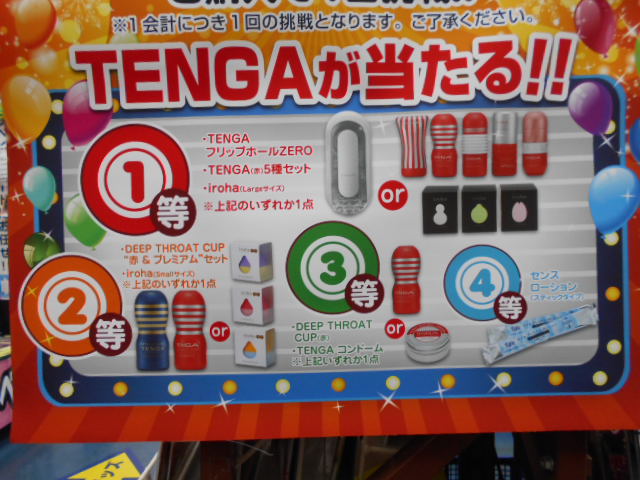 ※1会計につき1回の挑戦となります。ご了承ください。
TENGAが当たる!!
1等
・TENGA
フリップホールZERO
・TENGA(赤)5種セット
・iroha(Largeサイズ)
※上記のいずれか1点
or
2等
・DEEP THROAT CUP
"赤 & プレミアム"セット
・iroha(Smallサイズ)
※上記のいずれか1点
TENGA
TENGA
or
3等
・DEEP THROAT
CUP(赤)
・TENGA コンドーム
※上記のいずれか1点
or
4等
センス
ローション
(スティックタイプ)